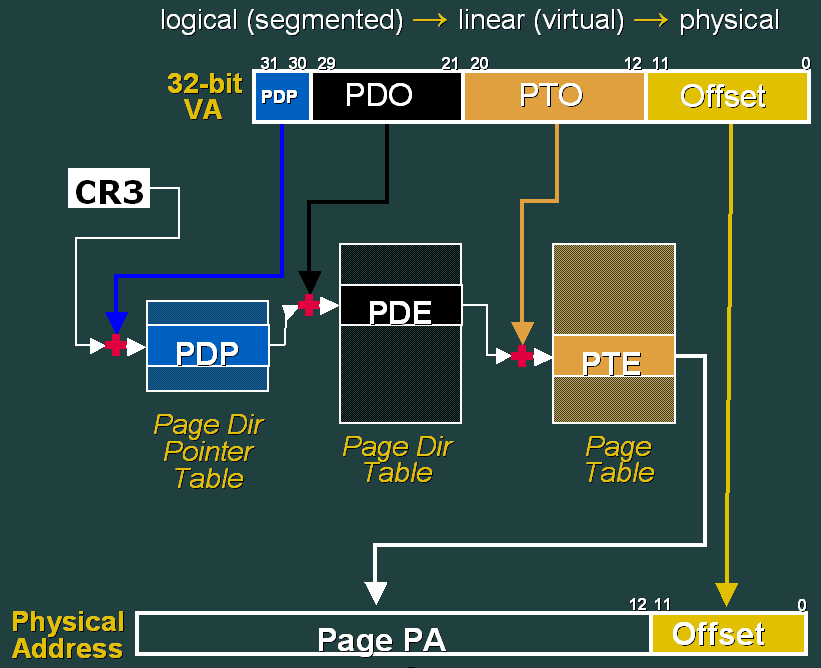 logical (segmented) → linear (virtual) → physical
31 30 29 21 20 12 11 0
32-bit VA
PDP PDO PTO Offset
CR3
PDP
PDE
PTE
Page Dir
Pointer
Table
Page Dir
Table
Page
Table
12 11 0
Physical
Address
Page PA Offset